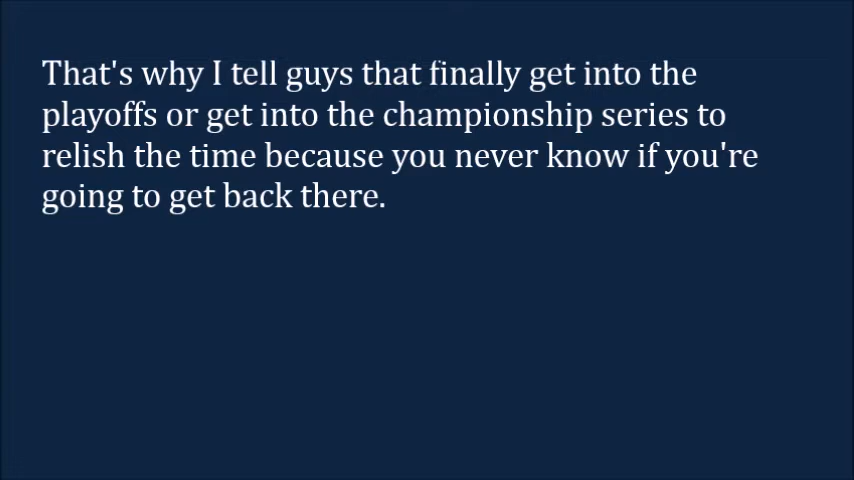 That's why I tell guys that finally get into the
playoffs or get into the championship series to
relish the time because you never know if you're
going to get back there.